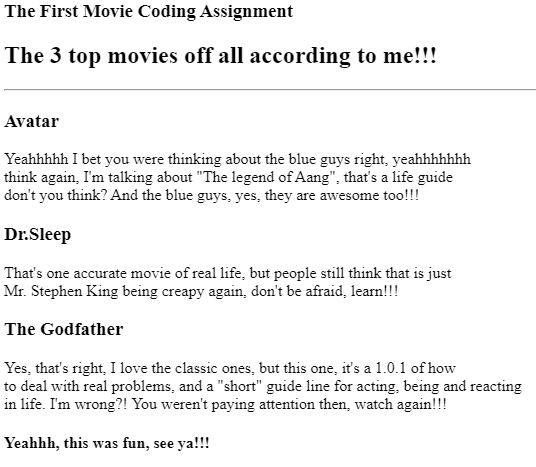 The First Movie Coding Assignment
The 3 top movies off all according to me!!!
Avatar
Yeahhhhh I bet you were thinking about the blue guys right, yeahhhhhhh
think again, I'm talking about "The legend of Aang", that's a life guide
don't you think? And the blue guys, yes, they are awesome too!!!
Dr.Sleep
That's one accurate movie of real life, but people still think that is just
Mr. Stephen King being creapy again, don't be afraid, learn!!!
The Godfather
Yes, that's right, I love the classic ones, but this one, it's a 1.0.1 of how
to deal with real problems, and a "short" guide line for acting, being and reacting
in life. I'm wrong?! You weren't paying attention then, watch again!!!
Yeahhh, this was fun, see ya!!!